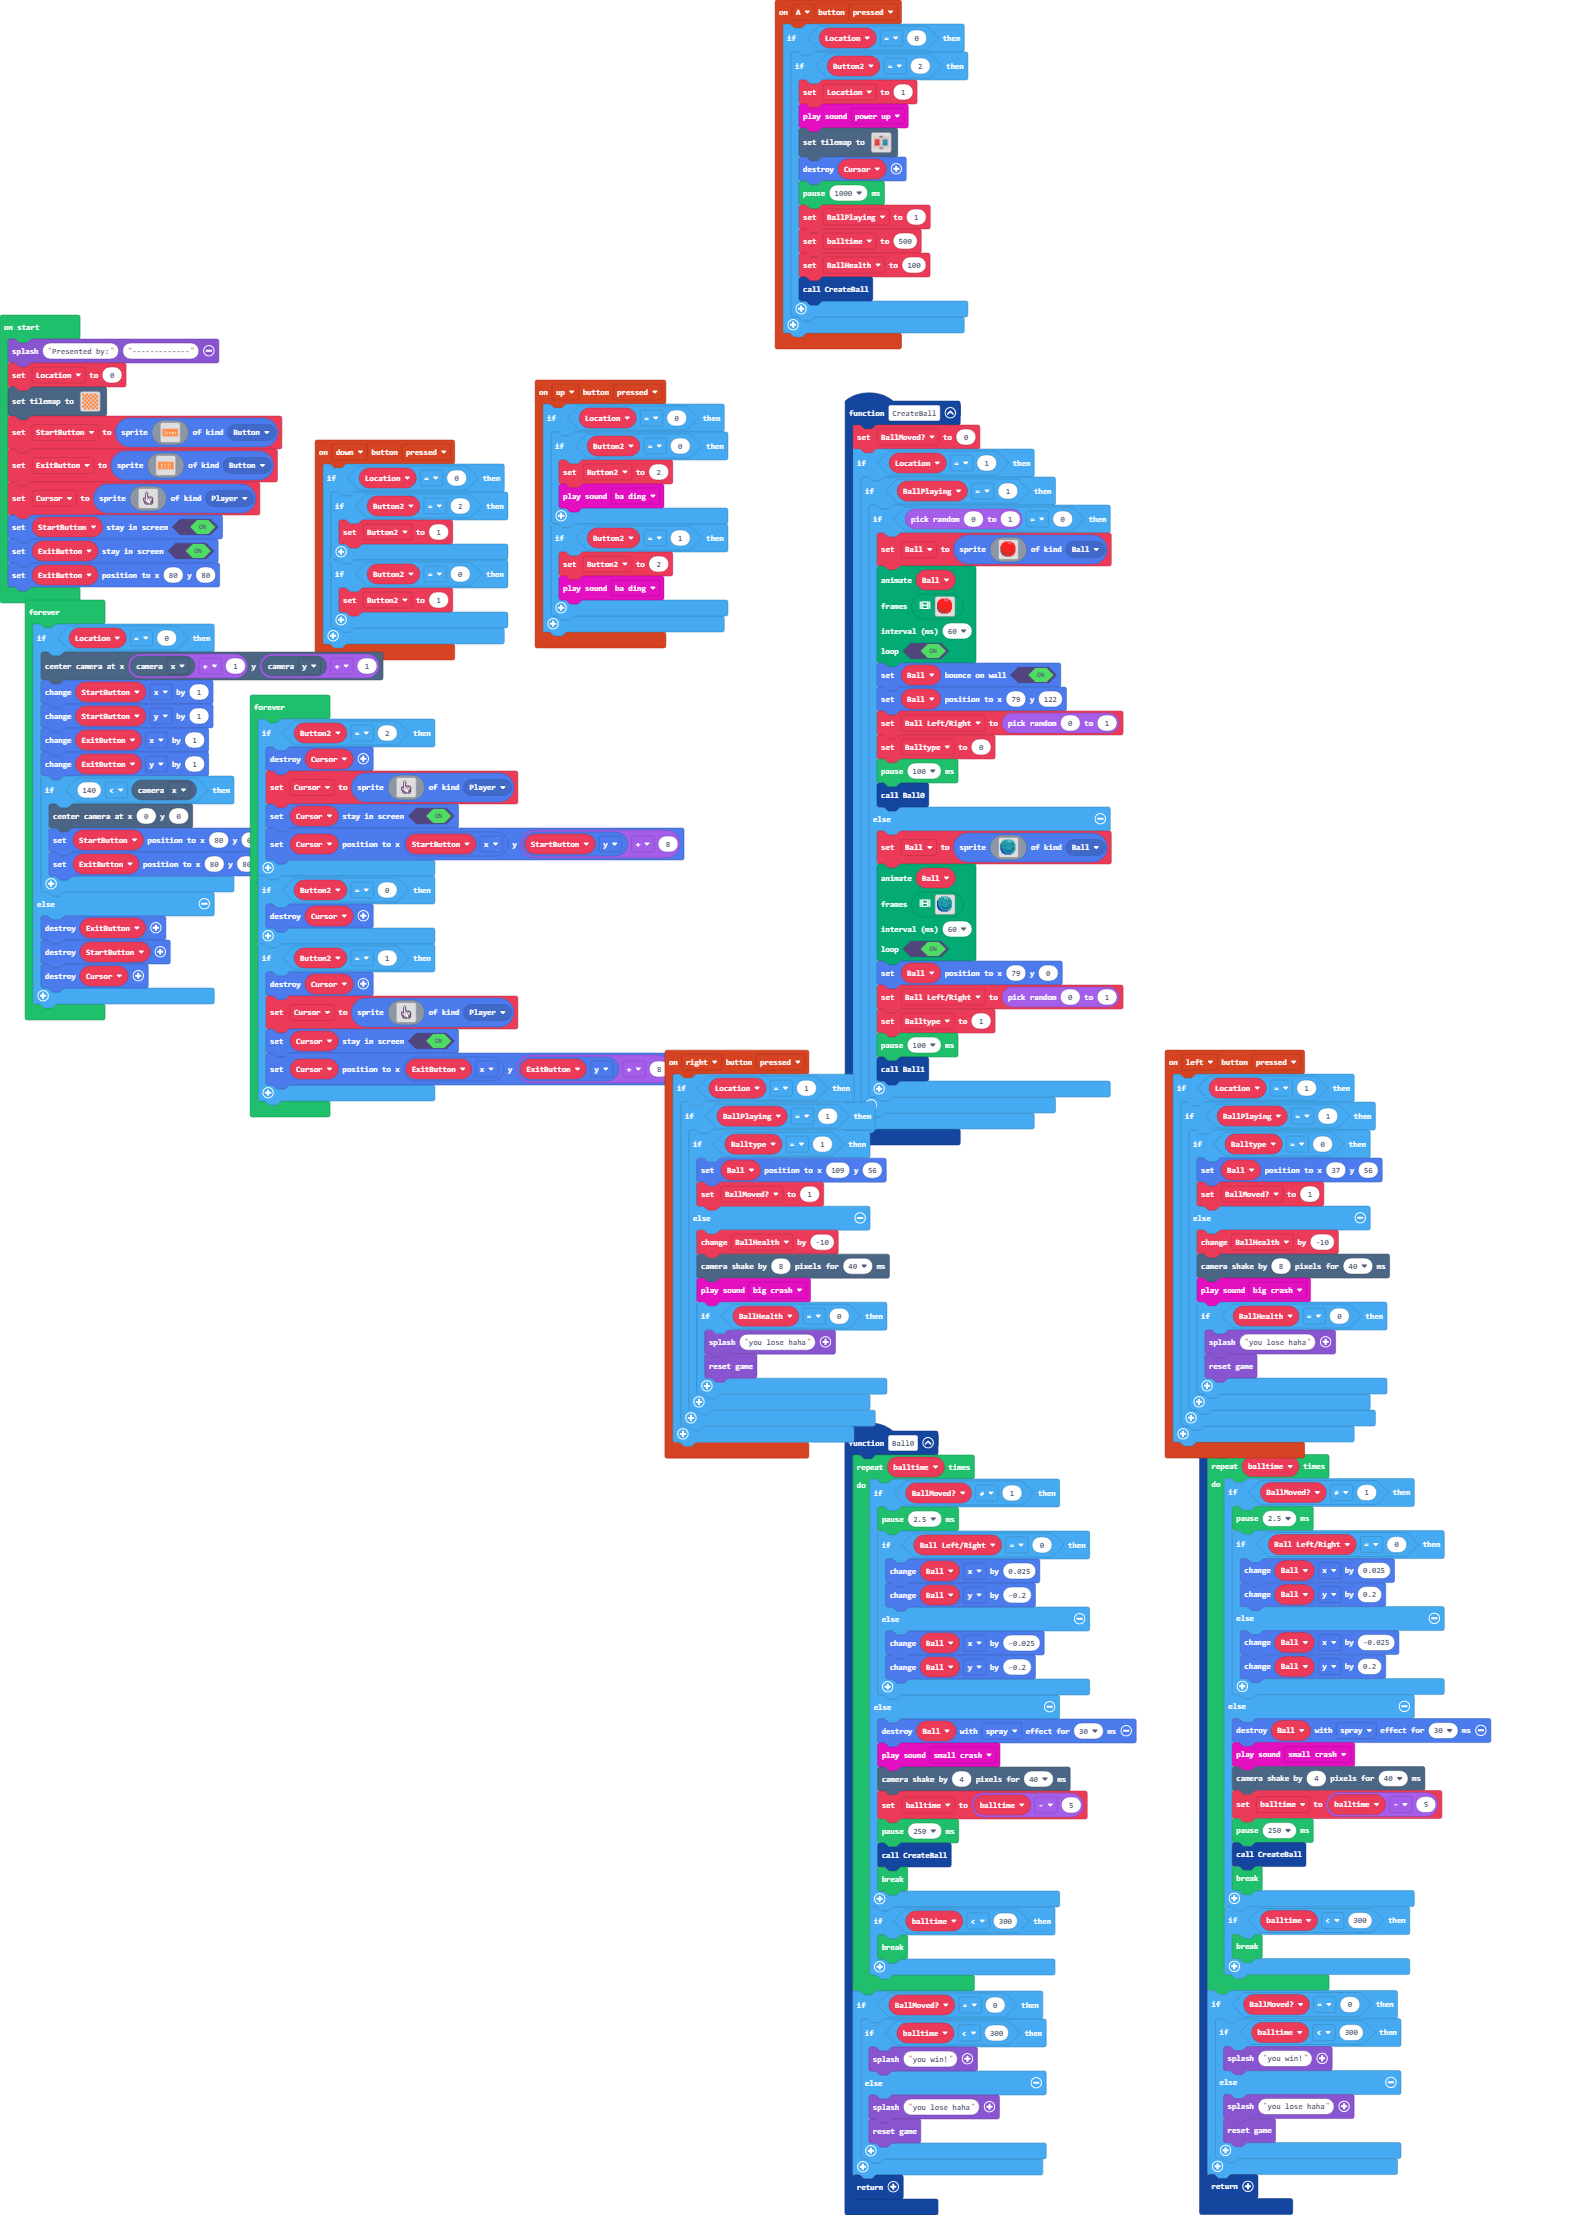 on A button pressed
if Location = 0 then
if Button2 = 2 then
set Location to 1
play sound power up
set tilemap to
destroy Cursor
pause 1000 ms
set BallPlaying to 1
set balltime to 500
set BallHealth to 100
call CreateBall
on start
splash "Presented by:" "-------------"
set Location to 0
set tilemap to
set StartButton to sprite of kind Button
set ExitButton to sprite of kind Button
set Cursor to sprite of kind Player
set StartButton stay in screen ON
set ExitButton stay in screen ON
set ExitButton position to x 80 y 80
forever
if Location = 0 then
center camera at x camera x + 1 y camera y + 1
change StartButton x by 1
change StartButton y by 1
change ExitButton x by 1
change ExitButton y by 1
if 140 < camera x then
center camera at x 0 y 0
set StartButton position to x 80 y
set ExitButton position to x 80 y
else
destroy ExitButton
destroy StartButton
destroy Cursor
on down button pressed
if Location = 0 then
if Button2 = 2 then
set Button2 to 1
if Button2 = 0 then
set Button2 to 1
on up button pressed
if Location = 0 then
if Button2 = 0 then
set Button2 to 2
play sound ba ding
if Button2 = 1 then
set Button2 to 2
play sound ba ding
forever
if Button2 = 2 then
destroy Cursor
set Cursor to sprite of kind Player
set Cursor stay in screen ON
set Cursor position to x StartButton x y StartButton y + 8
if Button2 = 0 then
destroy Cursor
if Button2 = 1 then
destroy Cursor
set Cursor to sprite of kind Player
set Cursor stay in screen ON
set Cursor position to x ExitButton x y ExitButton y + 8
function CreateBall
set BallMoved? to 0
if Location = 1 then
if BallPlaying = 1 then
if pick random 0 to 1 = 0 then
set Ball to sprite of kind Ball
animate Ball
frames
interval (ms) 60
loop ON
set Ball bounce on wall ON
set Ball position to x 79 y 122
set Ball Left/Right to pick random 0 to 1
set Balltype to 0
pause 100 ms
call Ball0
else
set Ball to sprite of kind Ball
animate Ball
frames
interval (ms) 60
loop ON
set Ball position to x 79 y 0
set Ball Left/Right to pick random 0 to 1
set Balltype to 1
pause 100 ms
call Ball1
on right button pressed
if Location = 1 then
if BallPlaying = 1 then
if Balltype = 1 then
set Ball position to x 109 y 56
set BallMoved? to 1
else
change BallHealth by -10
camera shake by 8 pixels for 40 ms
play sound big crash
if BallHealth = 0 then
splash "you lose haha"
reset game
on left button pressed
if Location = 1 then
if BallPlaying = 1 then
if Balltype = 0 then
set Ball position to x 37 y 56
set BallMoved? to 1
else
change BallHealth by -10
camera shake by 8 pixels for 40 ms
play sound big crash
if BallHealth = 0 then
splash "you lose haha"
reset game
function Ball0
repeat balltime times
do
if BallMoved? ≠ 1 then
pause 2.5 ms
if Ball Left/Right = 0 then
change Ball x by 0.025
change Ball y by -0.2
else
change Ball x by -0.025
change Ball y by -0.2
else
destroy Ball with spray effect for 30 ms
play sound small crash
camera shake by 4 pixels for 40 ms
set balltime to balltime - 5
pause 250 ms
call CreateBall
break
if balltime < 300 then
break
if BallMoved? = 0 then
if balltime < 300 then
splash "you win!"
else
splash "you lose haha"
reset game
return
repeat balltime times
do
if BallMoved? ≠ 1 then
pause 2.5 ms
if Ball Left/Right = 0 then
change Ball x by 0.025
change Ball y by 0.2
else
change Ball x by -0.025
change Ball y by 0.2
else
destroy Ball with spray effect for 30 ms
play sound small crash
camera shake by 4 pixels for 40 ms
set balltime to balltime - 5
pause 250 ms
call CreateBall
break
if balltime < 300 then
break
if BallMoved? = 0 then
if balltime < 300 then
splash "you win!"
else
splash "you lose haha"
reset game
return